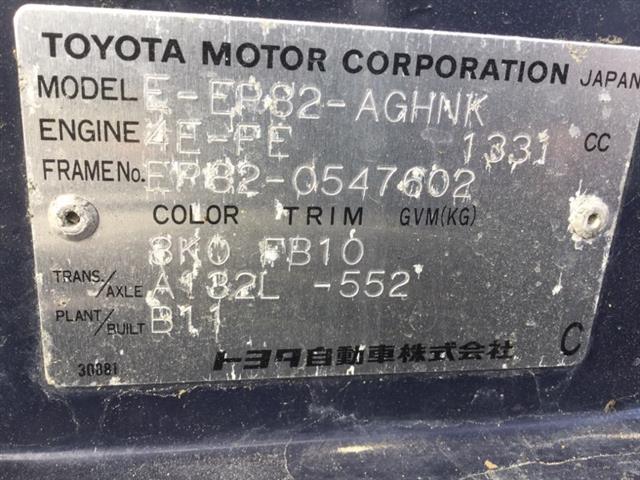 TOYOTA MOTOR CORPORATION JAPAN
MODEL E-EP82-AGHNK
ENGINE 4E-FE 1331 CC
FRAME No. EP82-0547602
COLOR TRIM GVM(KG)
8K0 FB10
TRANS./AXLE A132L -552
PLANT/BUILT B11
トヨタ自動車株式会社 C
30381